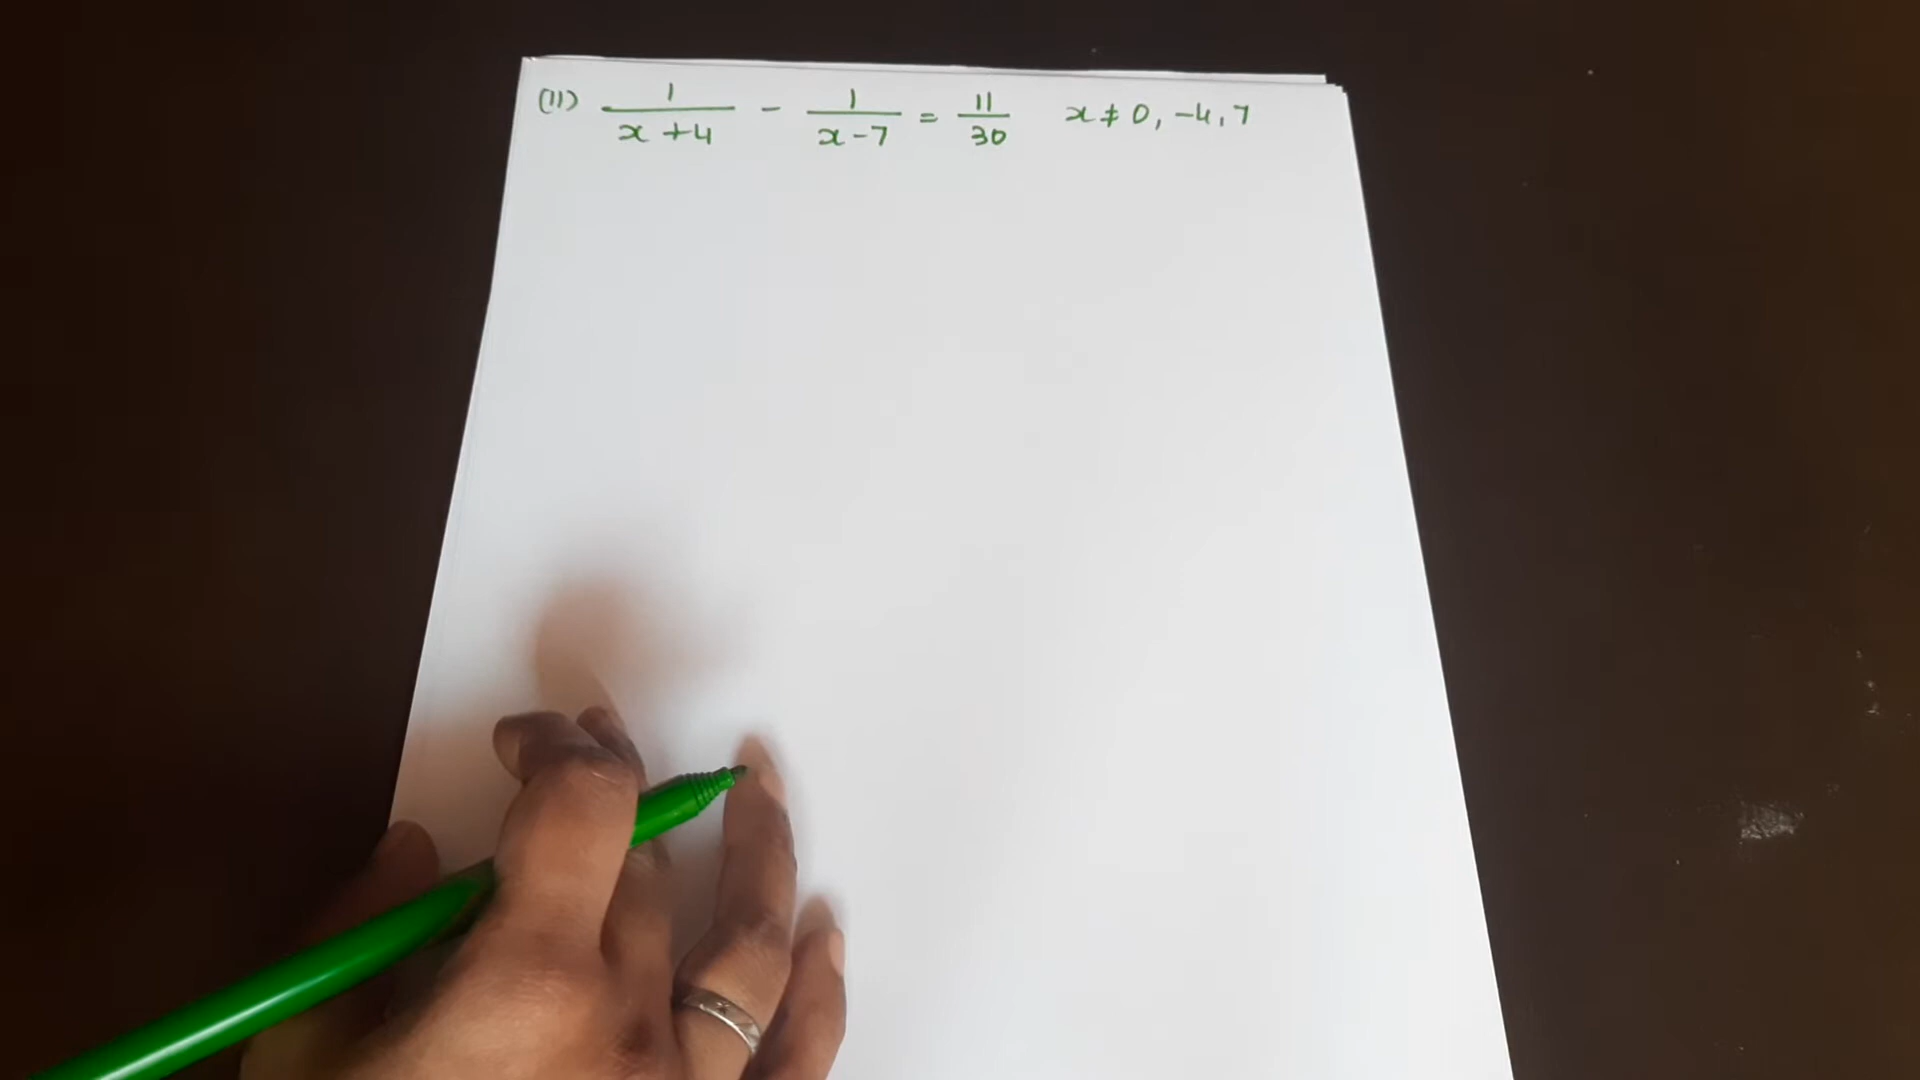 (11) 1/(x+4) - 1/(x-7) = 11/30 x ≠ 0, -4, 7